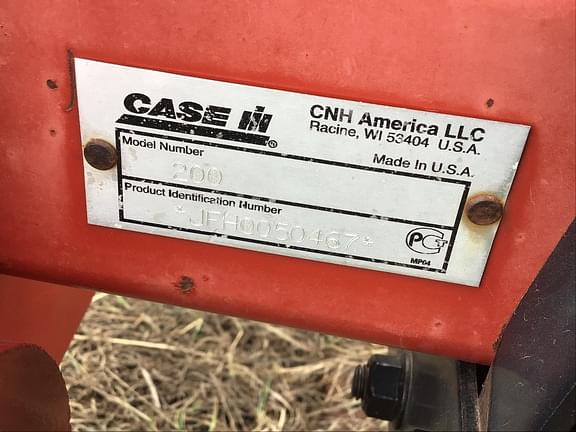 CASE IH
CNH America LLC
Racine, WI 53404 U.S.A.
Made In U.S.A.
Model Number
200
Product Identification Number
*JFH0050467*
PCT
MP04